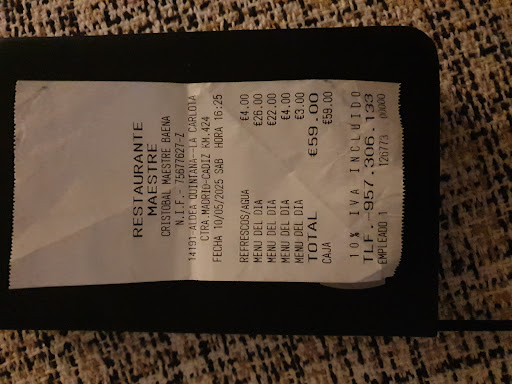 RESTAURANTE
MAESTRE
CRISTOBAL MAESTRE BAENA
N.I.F.- 75677627-Z
14191-ALDEA QUINTANA--LA CARLOTA
CTRA.MADRID-CADIZ KM.424
FECHA 10/05/2025 SAB HORA 16:25
REFRESCOS/AGUA €4.00
MENU DEL DIA €26.00
MENU DEL DIA €22.00
MENU DEL DIA €4.00
MENU DEL DIA €3.00
TOTAL €59.00
CAJA €59.00
10% IVA INCLUIDO
TLF.-957.306.133
EMPLEADO 1 126773 00000